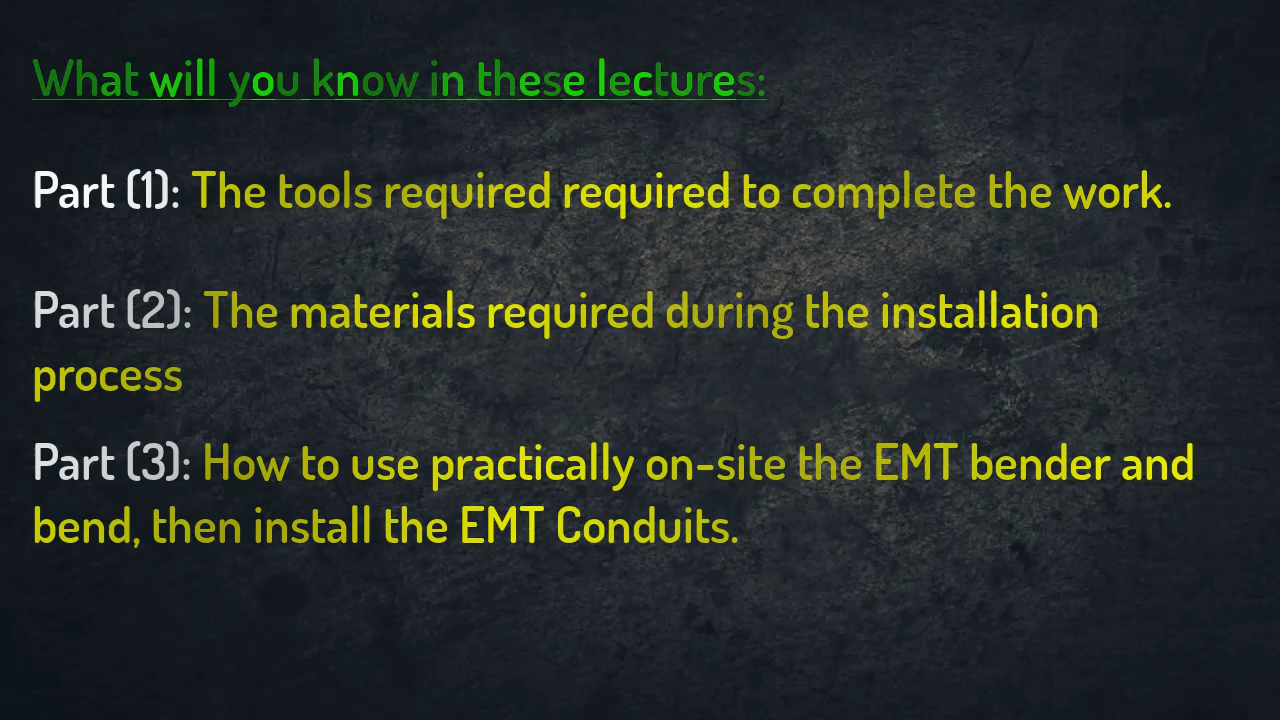 What will you know in these lectures:
Part (1): The tools required required to complete the work.
Part (2): The materials required during the installation
process
Part (3): How to use practically on-site the EMT bender and
bend, then install the EMT Conduits.